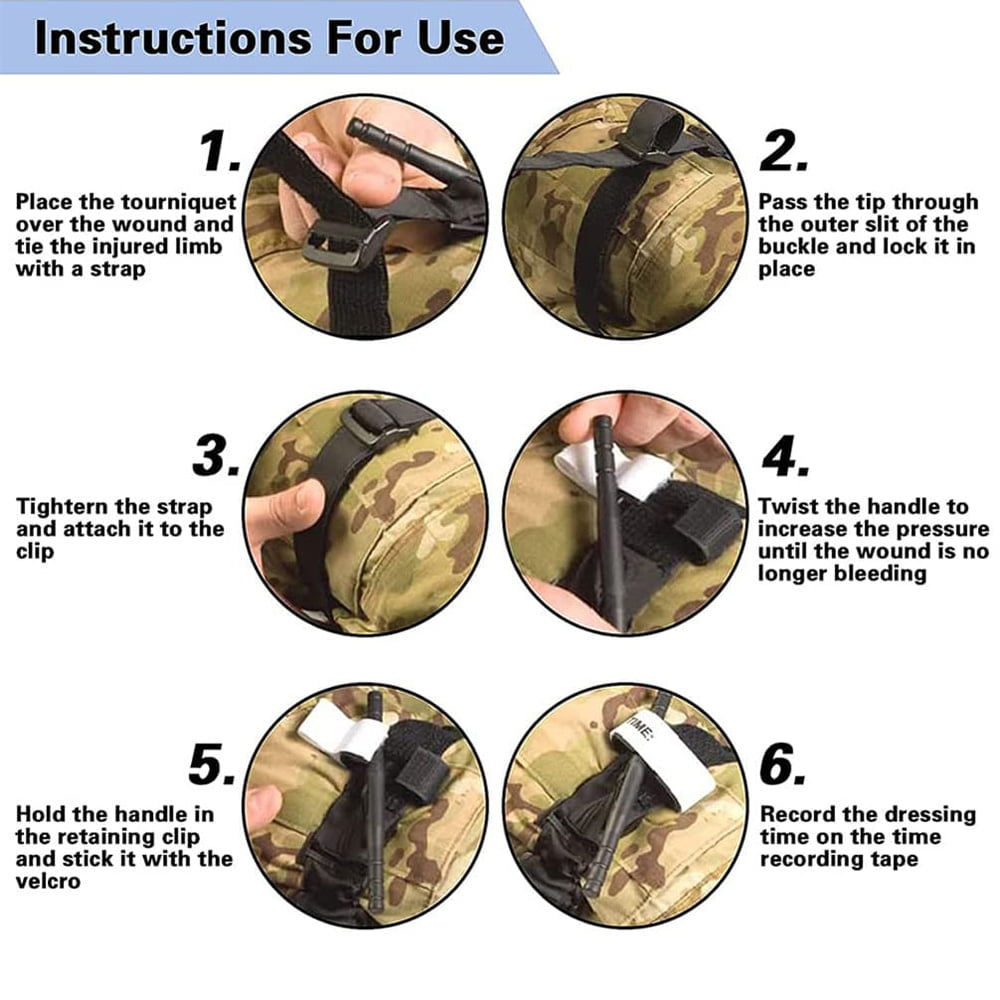 Instructions For Use
1.
Place the tourniquet
over the wound and
tie the injured limb
with a strap
2.
Pass the tip through
the outer slit of the
buckle and lock it in
place
3.
Tightern the strap
and attach it to the
clip
4.
Twist the handle to
increase the pressure
until the wound is no
longer bleeding
5.
Hold the handle in
the retaining clip
and stick it with the
velcro
TIME:
6.
Record the dressing
time on the time
recording tape